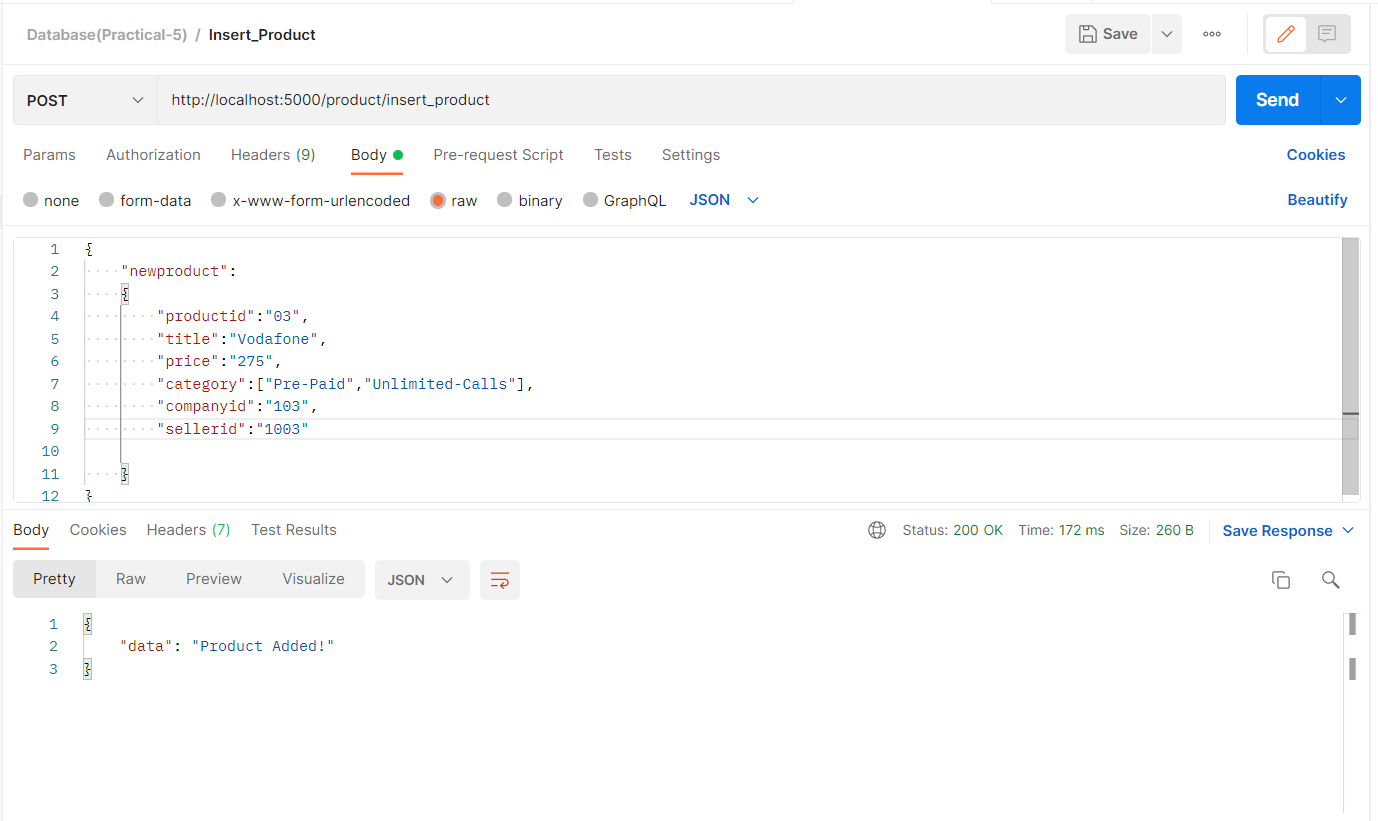 Database(Practical-5) / Insert_Product Save
POST http://localhost:5000/product/insert_product Send
Params Authorization Headers (9) Body Pre-request Script Tests Settings Cookies
none form-data x-www-form-urlencoded raw binary GraphQL JSON Beautify
1 {
2 ····"newproduct":
3 ····{
4 ········"productid":"03",
5 ········"title":"Vodafone",
6 ········"price":"275",
7 ········"category":["Pre-Paid","Unlimited-Calls"],
8 ········"companyid":"103",
9 ········"sellerid":"1003"
10
11 ····}
12 }
Body Cookies Headers (7) Test Results Status: 200 OK Time: 172 ms Size: 260 B Save Response
Pretty Raw Preview Visualize JSON
1 {
2 "data": "Product Added!"
3 }